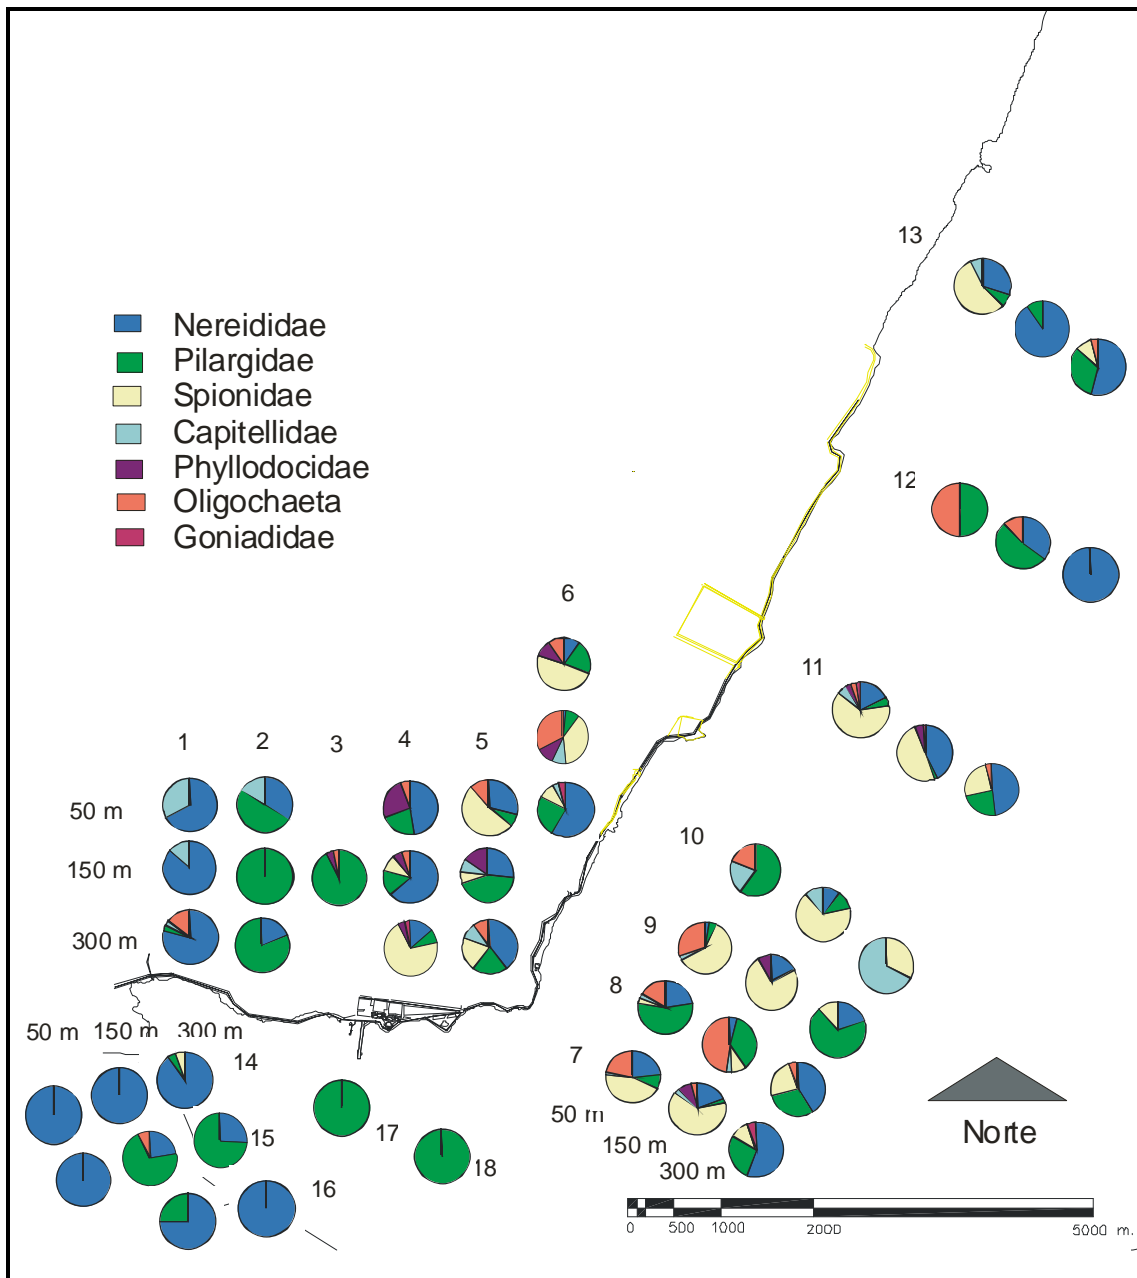 13
Nereididae
Pilargidae
Spionidae
Capitellidae
Phyllodocidae
Oligochaeta
Goniadidae
12
6
11
1 2 3 4 5
50 m
150 m
300 m
10
9
8
7
50 m
150 m
300 m
50 m 150 m 300 m
14
15
16
17
18
Norte
0 500 1000 2000 5000 m.